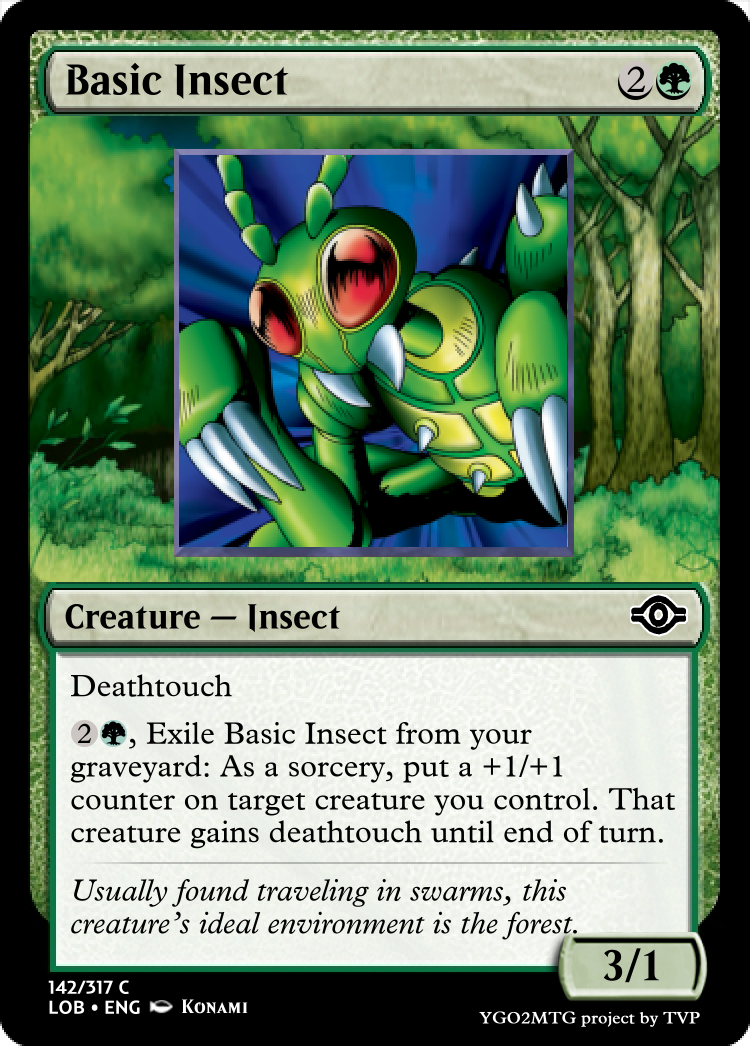 Basic Insect 2
Creature — Insect
Deathtouch
2, Exile Basic Insect from your
graveyard: As a sorcery, put a +1/+1
counter on target creature you control. That
creature gains deathtouch until end of turn.
Usually found traveling in swarms, this
creature's ideal environment is the forest.
3/1
142/317 C
LOB • ENG Konami
YGO2MTG project by TVP